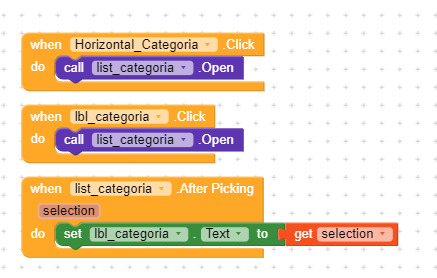 when Horizontal_Categoria .Click
do call list_categoria .Open
when lbl_categoria .Click
do call list_categoria .Open
when list_categoria .After Picking
selection
do set lbl_categoria . Text to get selection